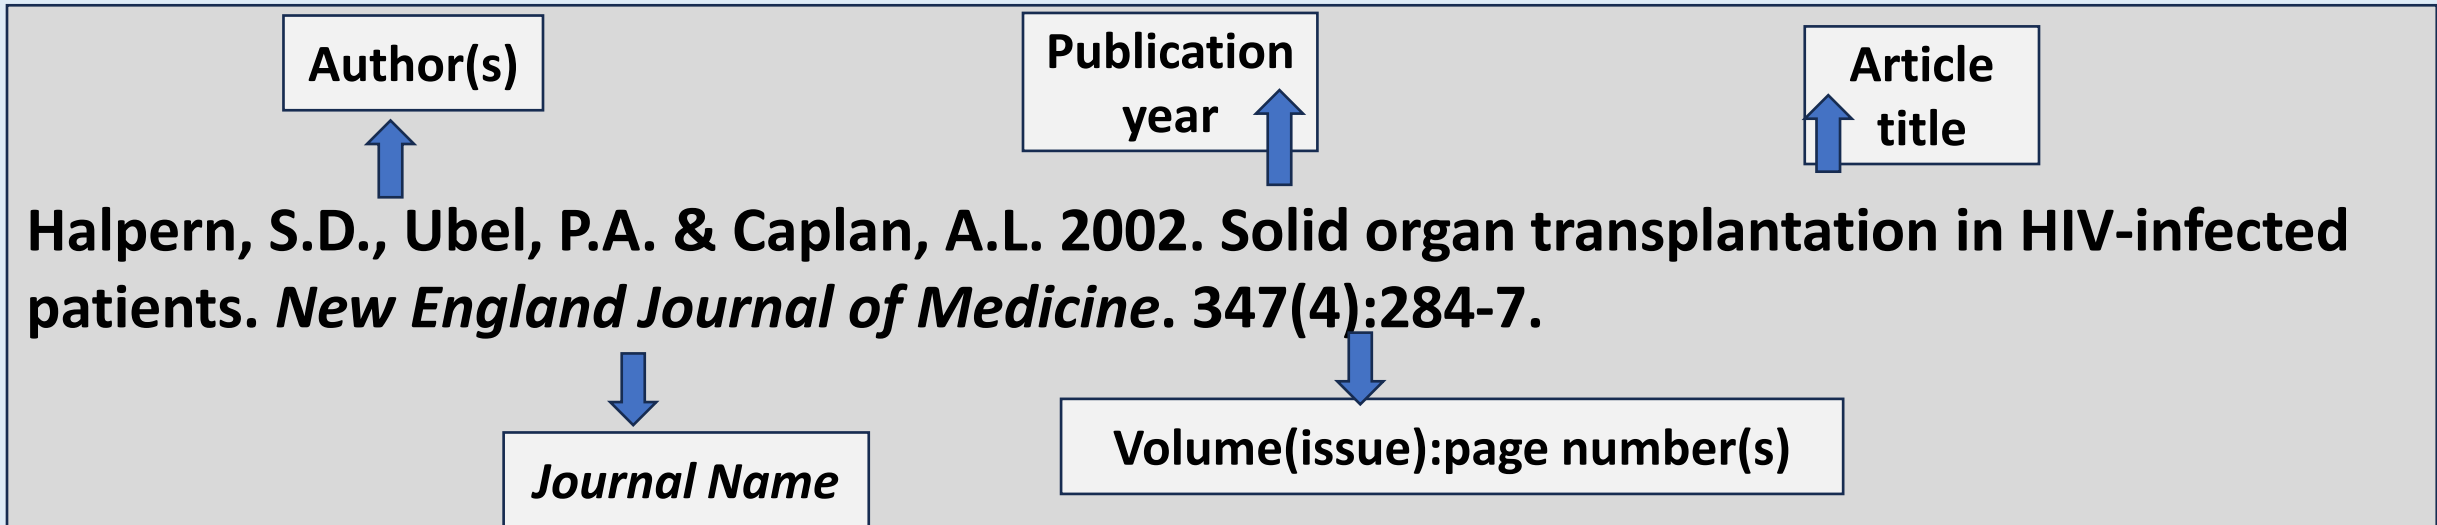 Author(s)
Publication
year
Article
title
Halpern, S.D., Ubel, P.A. & Caplan, A.L. 2002. Solid organ transplantation in HIV-infected
patients. New England Journal of Medicine. 347(4):284-7.
Journal Name
Volume(issue):page number(s)